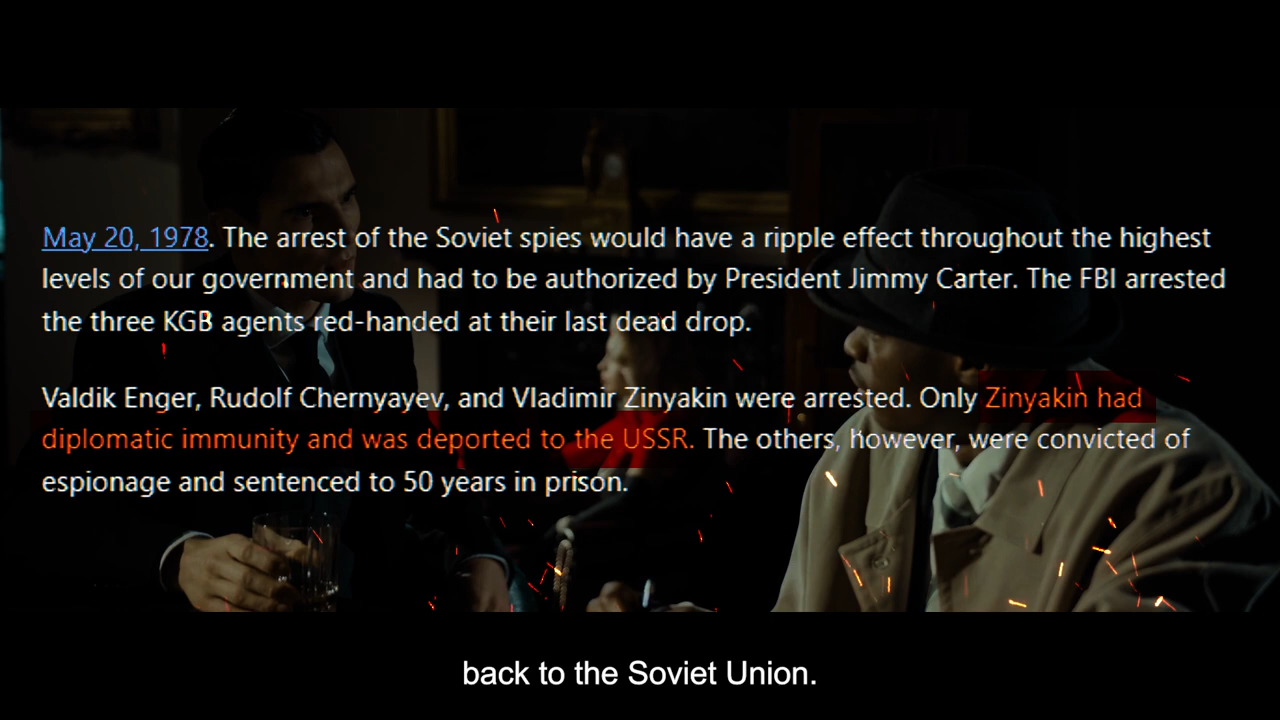 May 20, 1978. The arrest of the Soviet spies would have a ripple effect throughout the highest
levels of our government and had to be authorized by President Jimmy Carter. The FBI arrested
the three KGB agents red-handed at their last dead drop.
Valdik Enger, Rudolf Chernyayev, and Vladimir Zinyakin were arrested. Only Zinyakin had
diplomatic immunity and was deported to the USSR. The others, however, were convicted of
espionage and sentenced to 50 years in prison.
back to the Soviet Union.